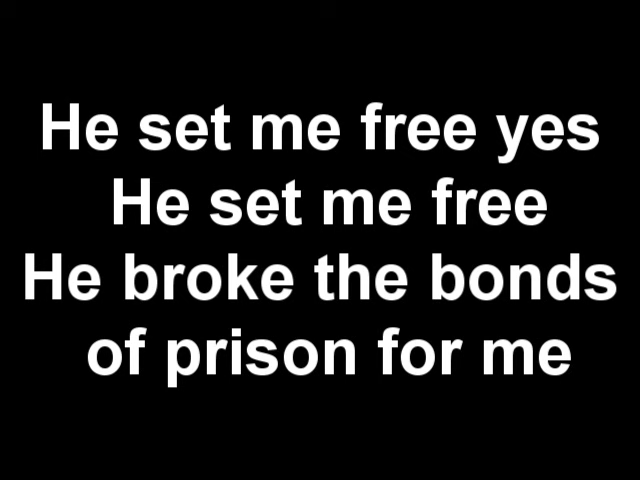 He set me free yes
He set me free
He broke the bonds
of prison for me